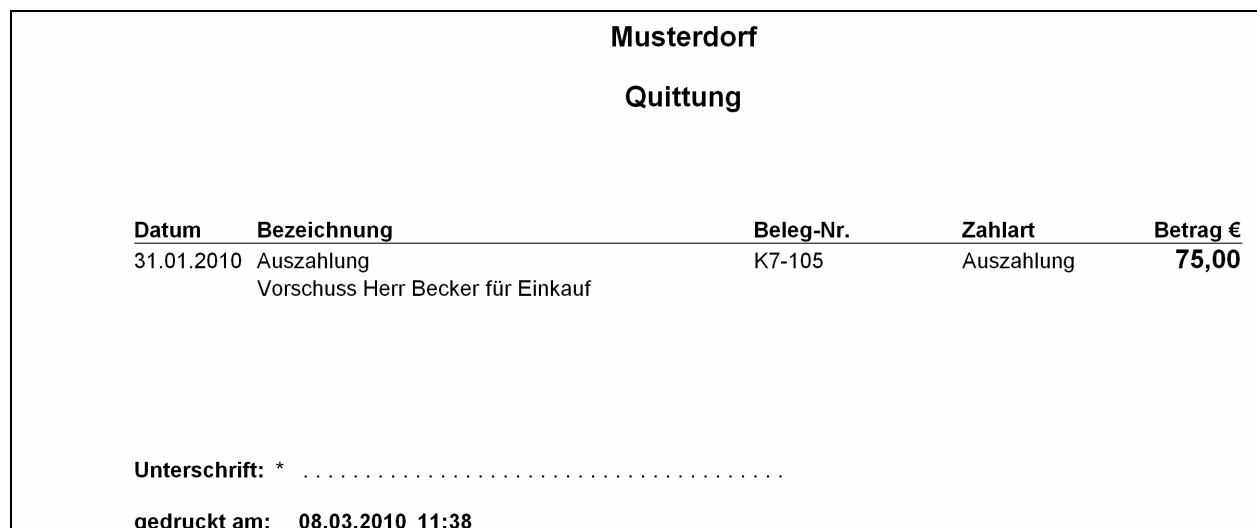 Musterdorf
Quittung
Datum Bezeichnung Beleg-Nr. Zahlart Betrag €
31.01.2010 Auszahlung K7-105 Auszahlung 75,00
Vorschuss Herr Becker für Einkauf
Unterschrift: * . . . . . . . . . . . . . . . . . . . . . . . . . . . . . . . . . . . . . . .
gedruckt am: 08.03.2010 11:38